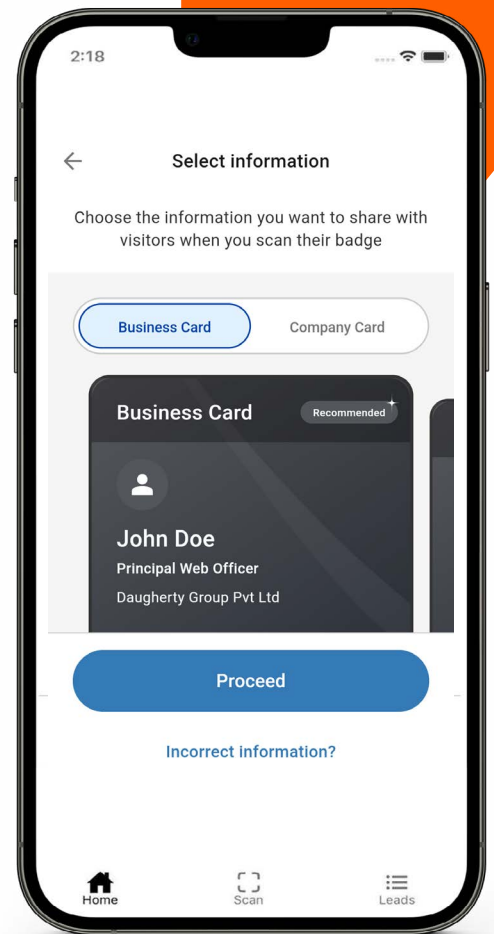 2:18
Select information
Choose the information you want to share with
visitors when you scan their badge
Business Card
Company Card
Business Card
Recommended
John Doe
Principal Web Officer
Daugherty Group Pvt Ltd
Proceed
Incorrect information?
Home
Scan
Leads